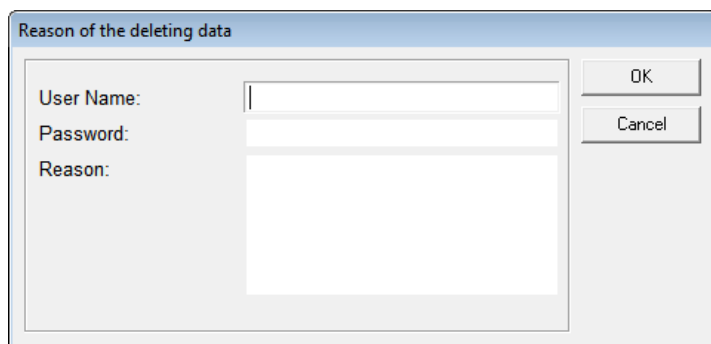 Reason of the deleting data
User Name:
OK
Password:
Cancel
Reason: